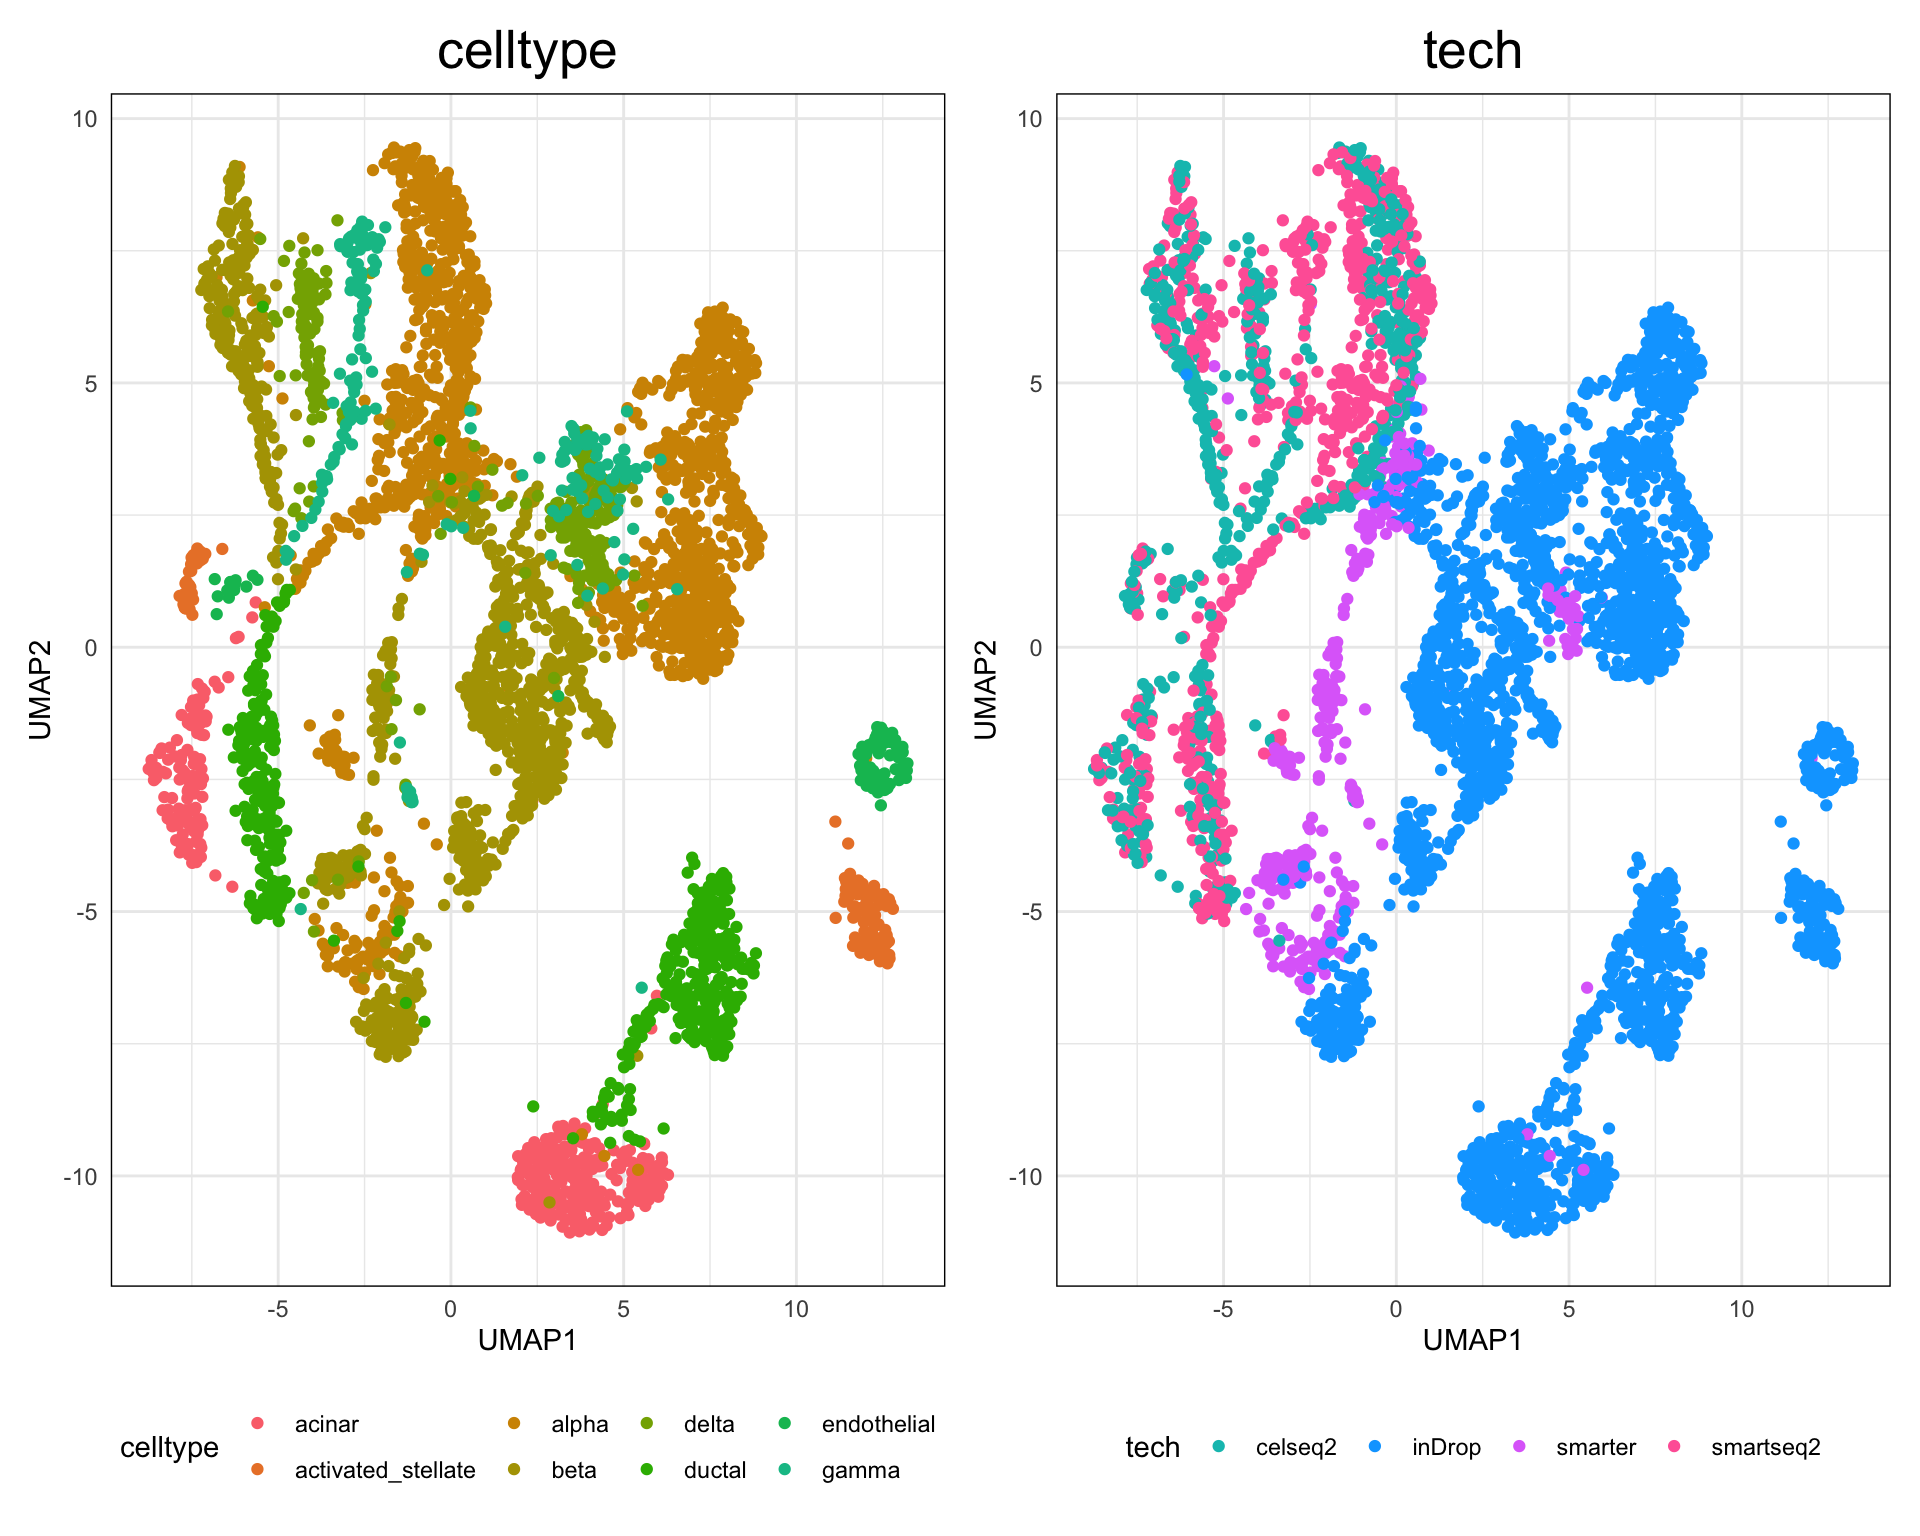 celltype
tech
10
5
0
-5
-10
UMAP2
-5 0 5 10
UMAP1
10
5
0
-5
-10
UMAP2
-5 0 5 10
UMAP1
celltype
acinar alpha delta endothelial
activated_stellate beta ductal gamma
tech celseq2 inDrop smarter smartseq2